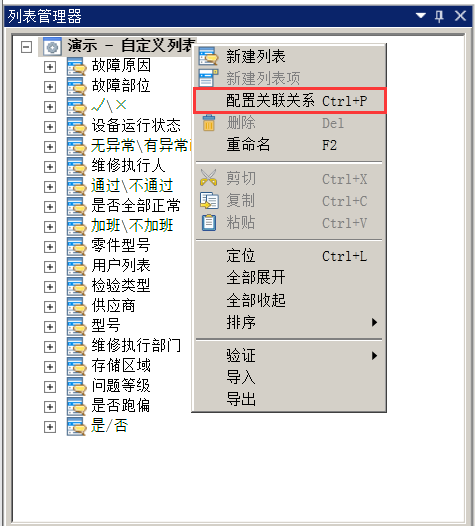 列表管理器
演示 - 自定义列表
故障原因
故障部位
√\×
设备运行状态
无异常\有异常
维修执行人
通过\不通过
是否全部正常
加班\不加班
零件型号
用户列表
检验类型
供应商
型号
维修执行部门
存储区域
问题等级
是否跑偏
是/否
新建列表
新建列表项
配置关联关系 Ctrl+P
删除 Del
重命名 F2
剪切 Ctrl+X
复制 Ctrl+C
粘贴 Ctrl+V
定位 Ctrl+L
全部展开
全部收起
排序
验证
导入
导出